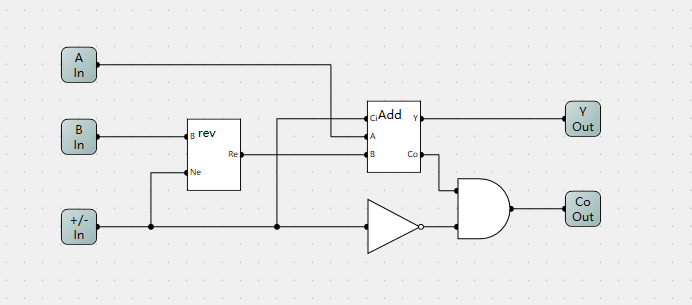 A
In
B
In
+/-
In
rev
B
Ne
Re
Add
Ci
A
B
Y
Co
Y
Out
Co
Out